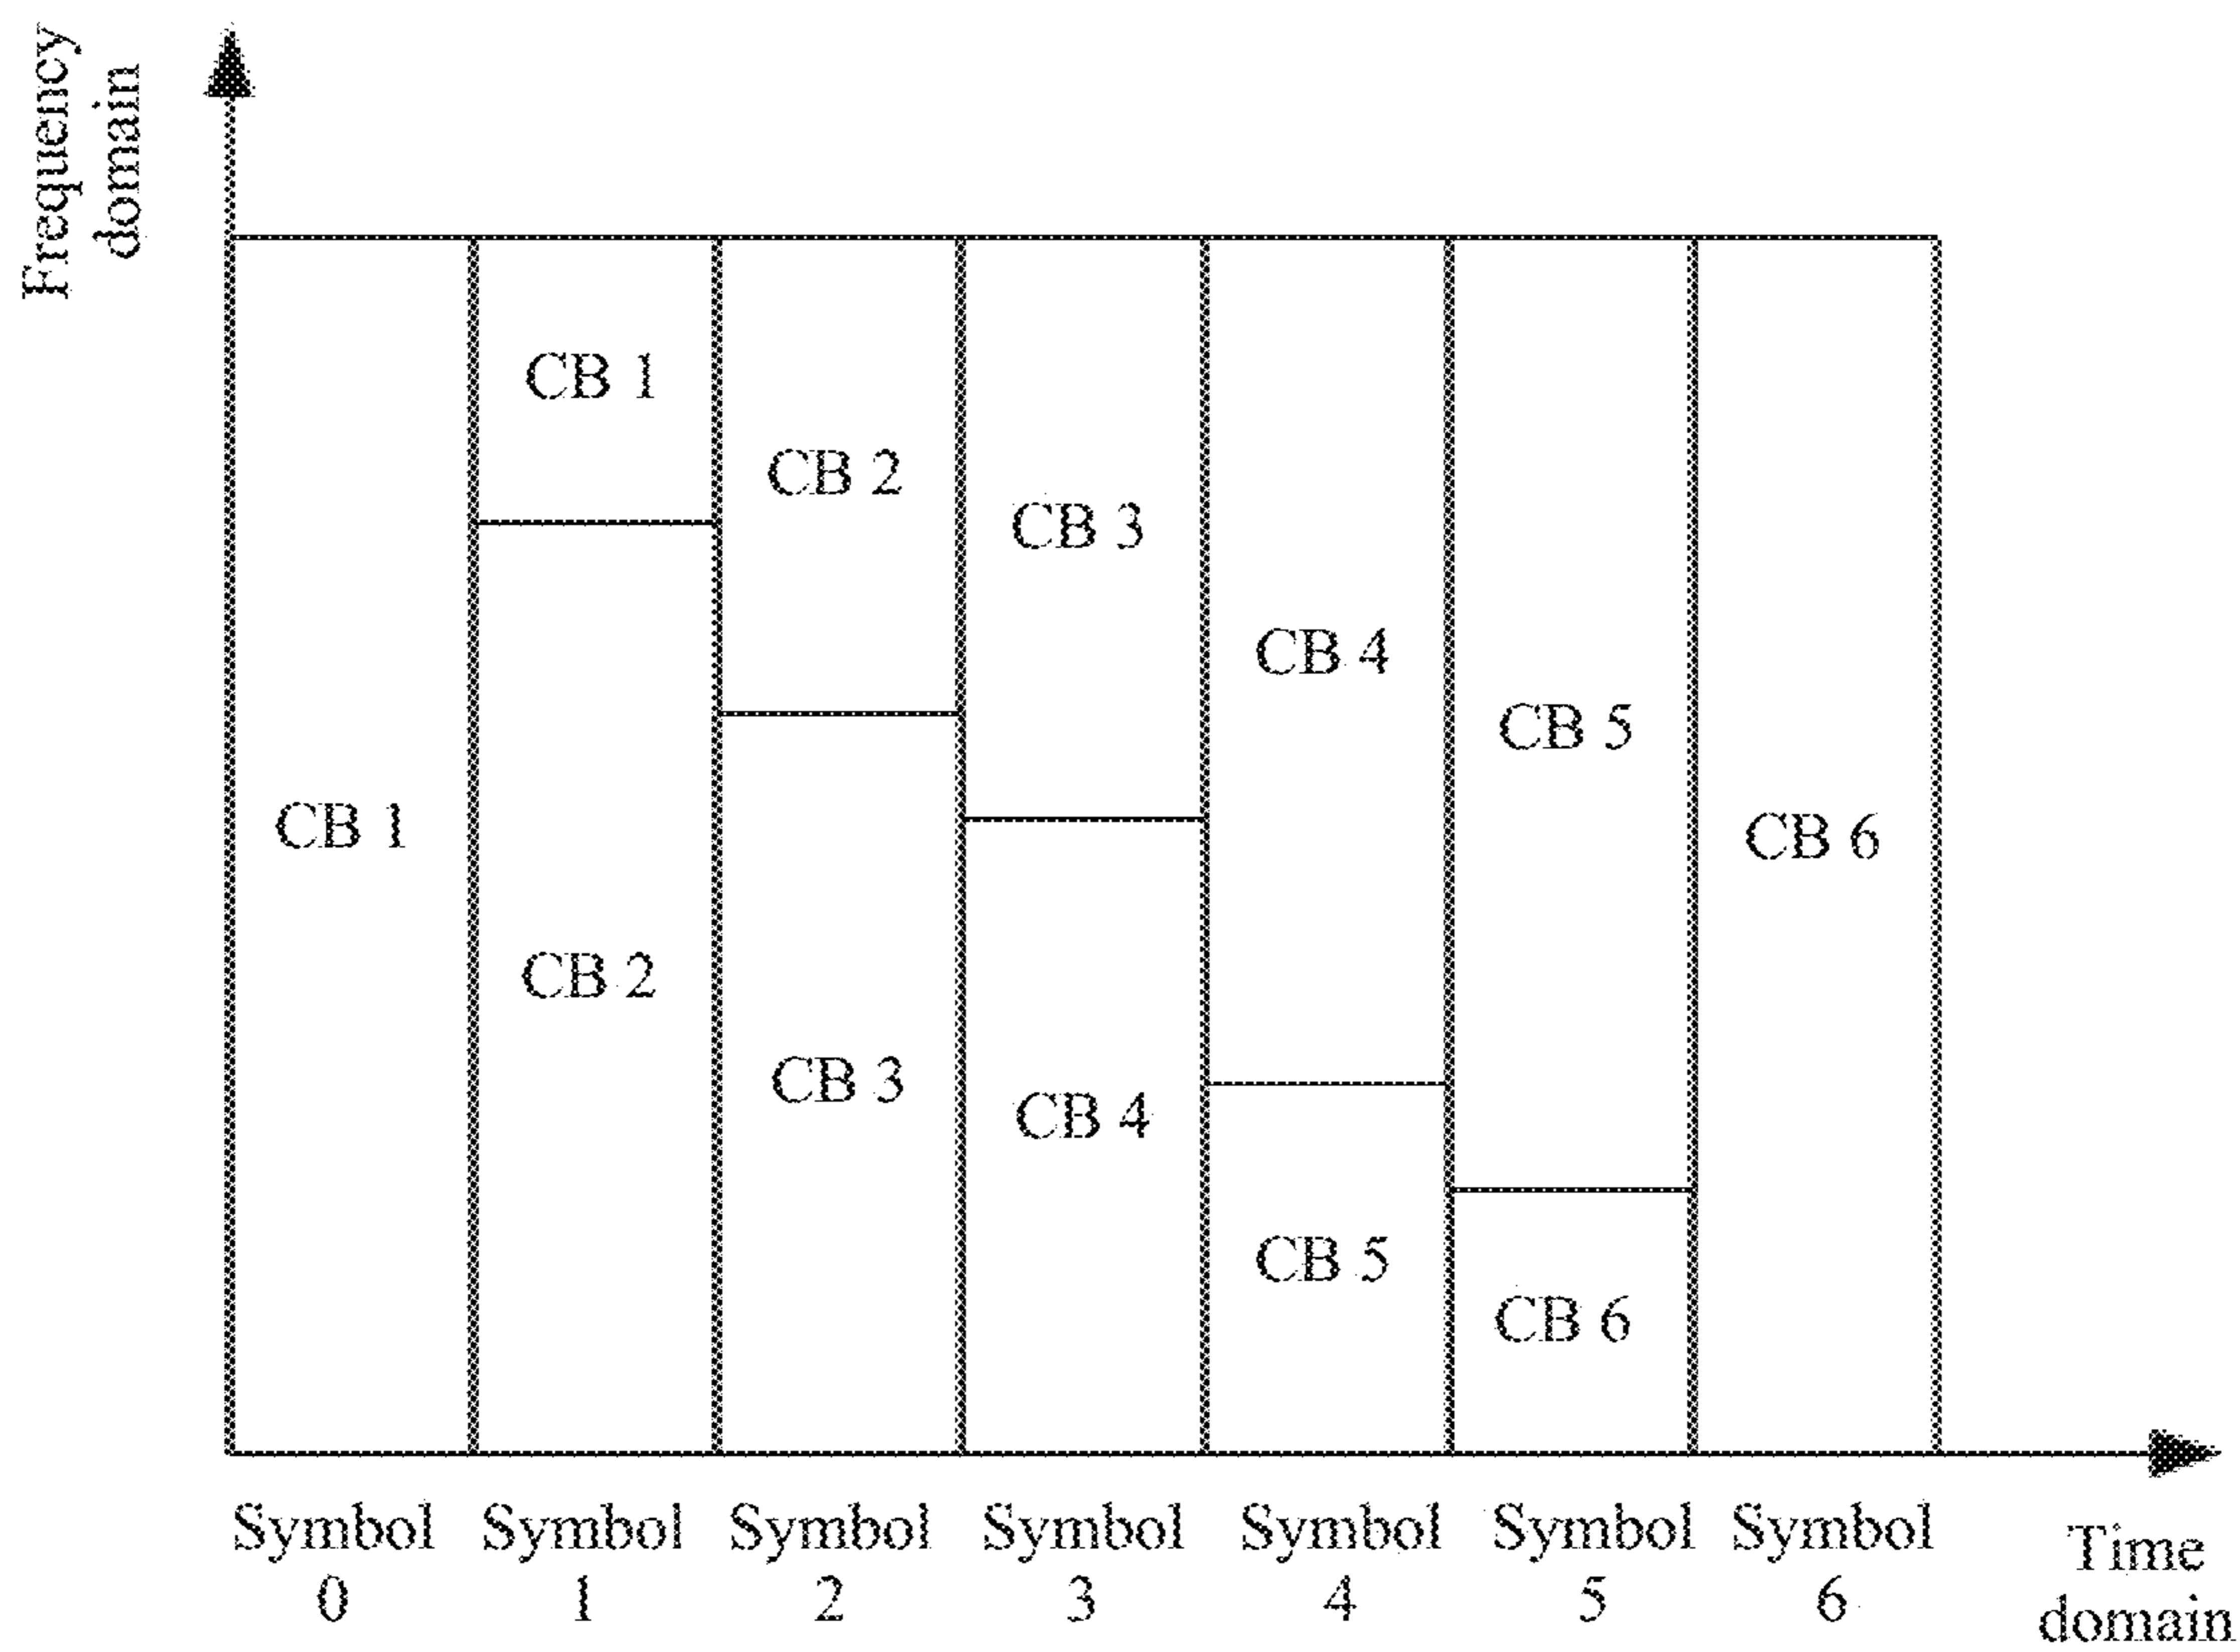 Frequency
domain
CB 1
CB 1
CB 2
CB 2
CB 3
CB 3
CB 4
CB 4
CB 5
CB 5
CB 6
CB 6
Symbol
0
Symbol
1
Symbol
2
Symbol
3
Symbol
4
Symbol
5
Symbol
6
Time
domain